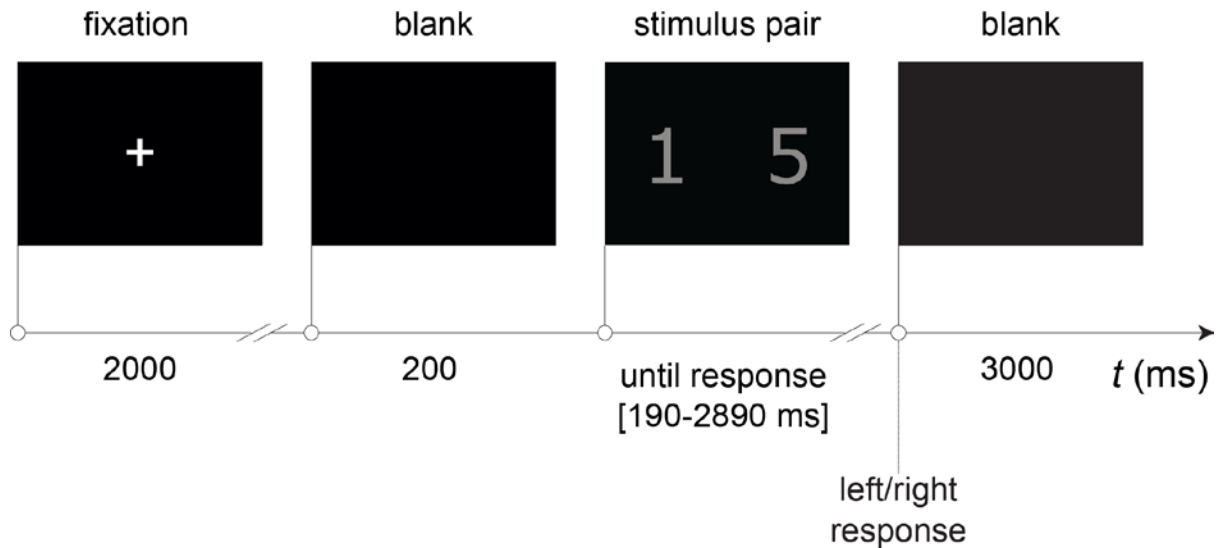 fixation
blank
stimulus pair
blank
+
1 5
2000
200
until response
[190-2890 ms]
3000
t (ms)
left/right
response